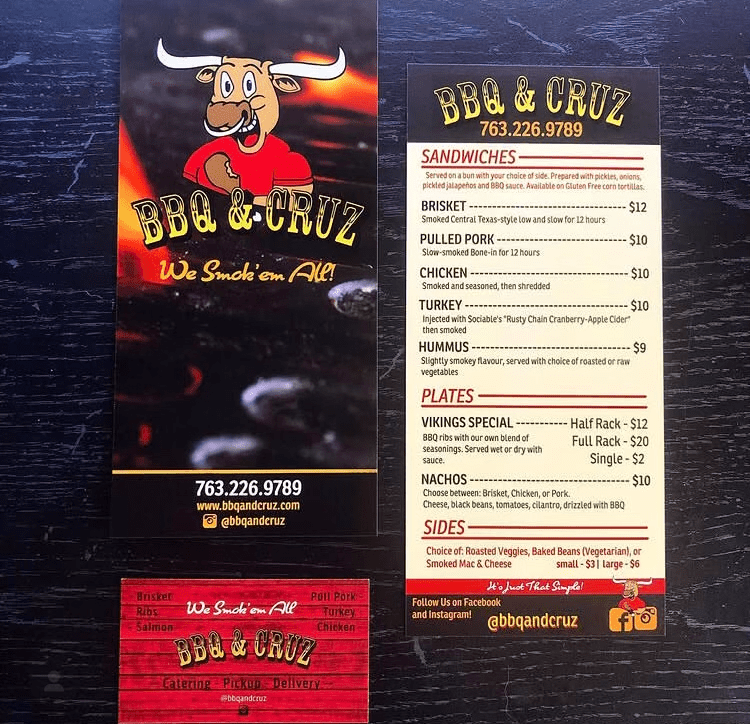 BBQ & CRUZ
We Smok'em All!
763.226.9789
www.bbqandcruz.com
@bbqandcruz
Brisket
Ribs
Salmon
We Smok'em All
Pull Pork
Turkey
Chicken
BBQ & CRUZ
Catering Pickup Delivery
@bbqandcruz
BBQ & CRUZ
763.226.9789
SANDWICHES
Served on a bun with your choice of side. Prepared with pickles, onions,
pickled jalapeños and BBQ sauce. Available on Gluten Free corn tortillas.
BRISKET - $12
Smoked Central Texas-style low and slow for 12 hours
PULLED PORK - $10
Slow-smoked Bone-in for 12 hours
CHICKEN - $10
Smoked and seasoned, then shredded
TURKEY - $10
Injected with Sociable's "Rusty Chain Cranberry-Apple Cider"
then smoked
HUMMUS - $9
Slightly smokey flavour, served with choice of roasted or raw
vegetables
PLATES
VIKINGS SPECIAL - Half Rack - $12
BBQ ribs with our own blend of
seasonings. Served wet or dry with
sauce.
Full Rack - $20
Single - $2
NACHOS - $10
Choose between: Brisket, Chicken, or Pork.
Cheese, black beans, tomatoes, cilantro, drizzled with BBQ
SIDES
Choice of: Roasted Veggies, Baked Beans (Vegetarian), or
Smoked Mac & Cheese small - $3 | large - $6
It's Just That Simple!
Follow Us on Facebook
and Instagram!
@bbqandcruz